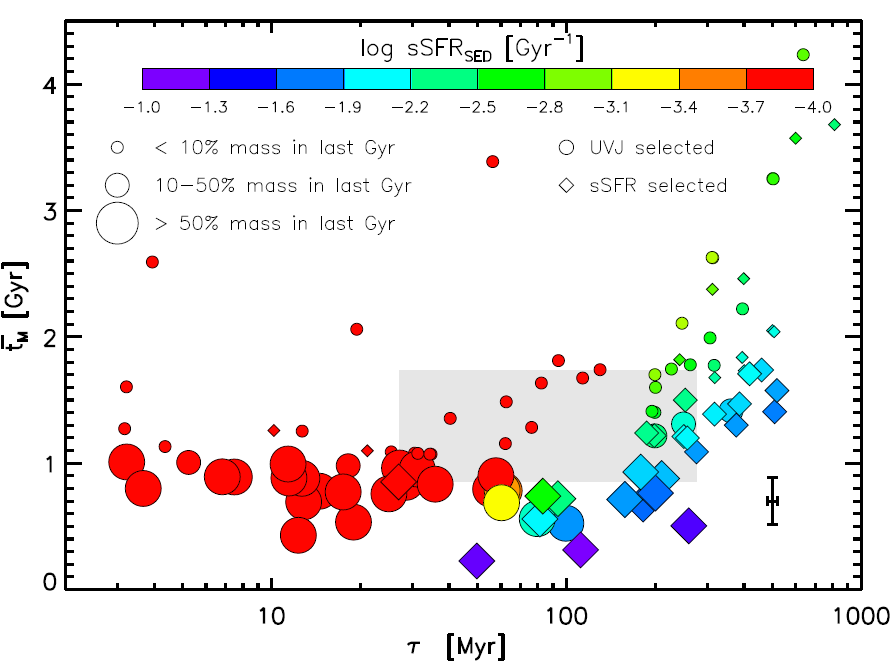 log sSFR_SED [Gyr⁻¹]
−1.0 −1.3 −1.6 −1.9 −2.2 −2.5 −2.8 −3.1 −3.4 −3.7 −4.0
< 10% mass in last Gyr
UVJ selected
10−50% mass in last Gyr
sSFR selected
> 50% mass in last Gyr
4
3
2
1
0
t̄_M [Gyr]
10 100 1000
τ [Myr]